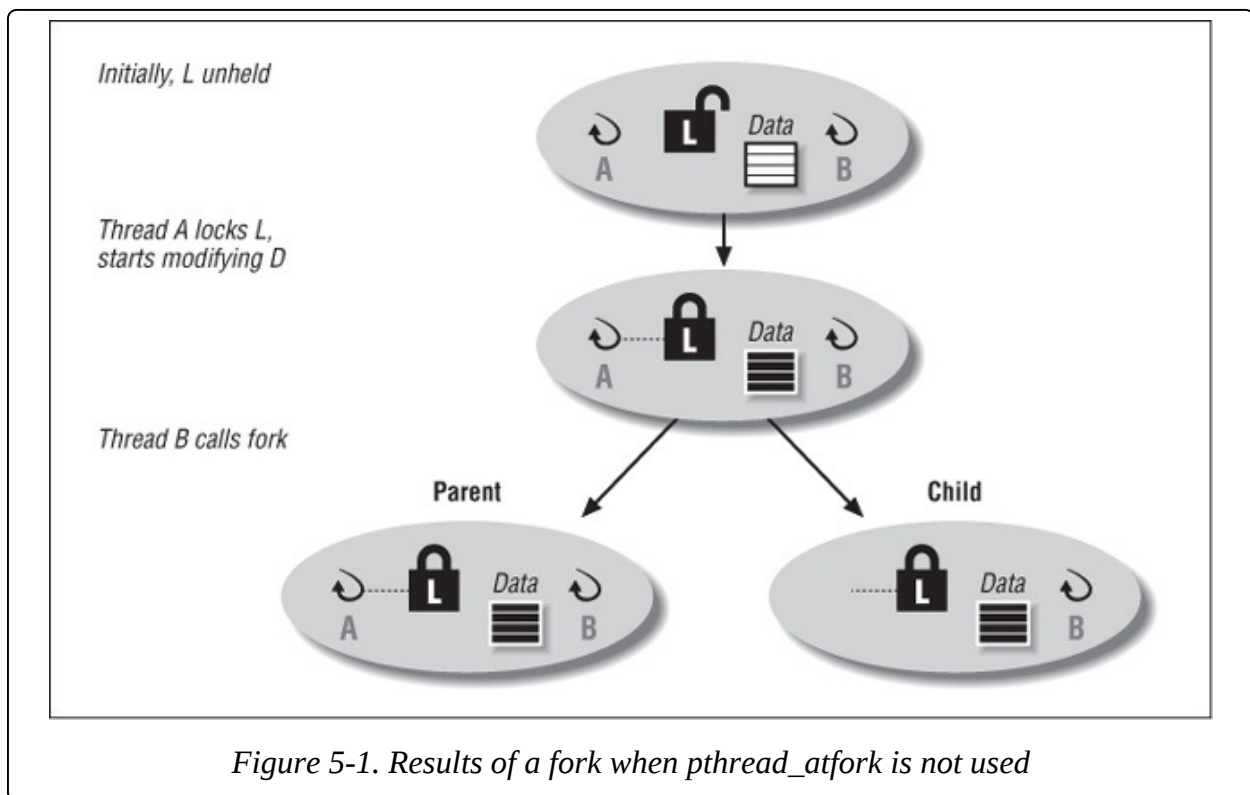 Initially, L unheld
L
Data
A
B
Thread A locks L,
starts modifying D
L
Data
A
B
Thread B calls fork
Parent
Child
L
Data
A
B
L
Data
B
Figure 5-1. Results of a fork when pthread_atfork is not used